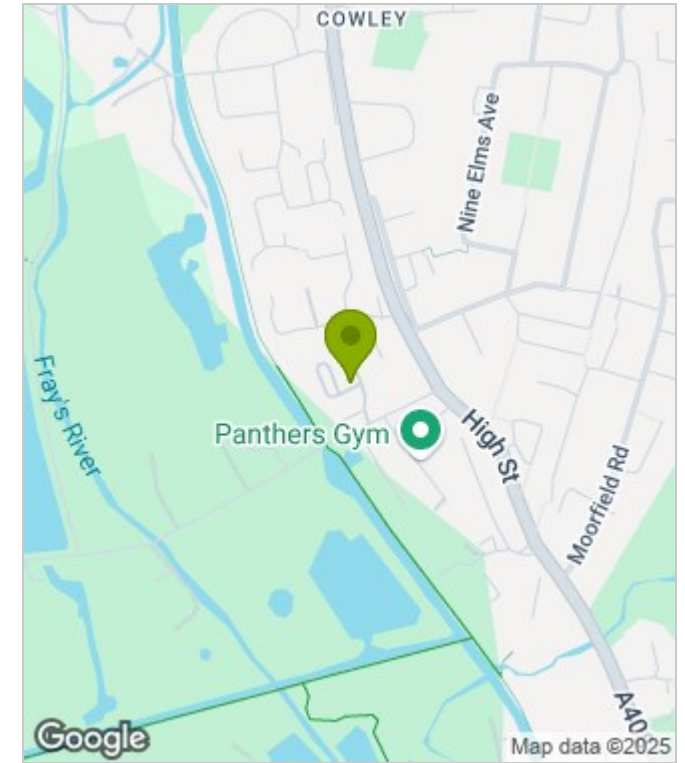 COWLEY
Nine Elms Ave
Fray's River
Panthers Gym
High St
Moorfield Rd
A40
Google
Map data ©2025